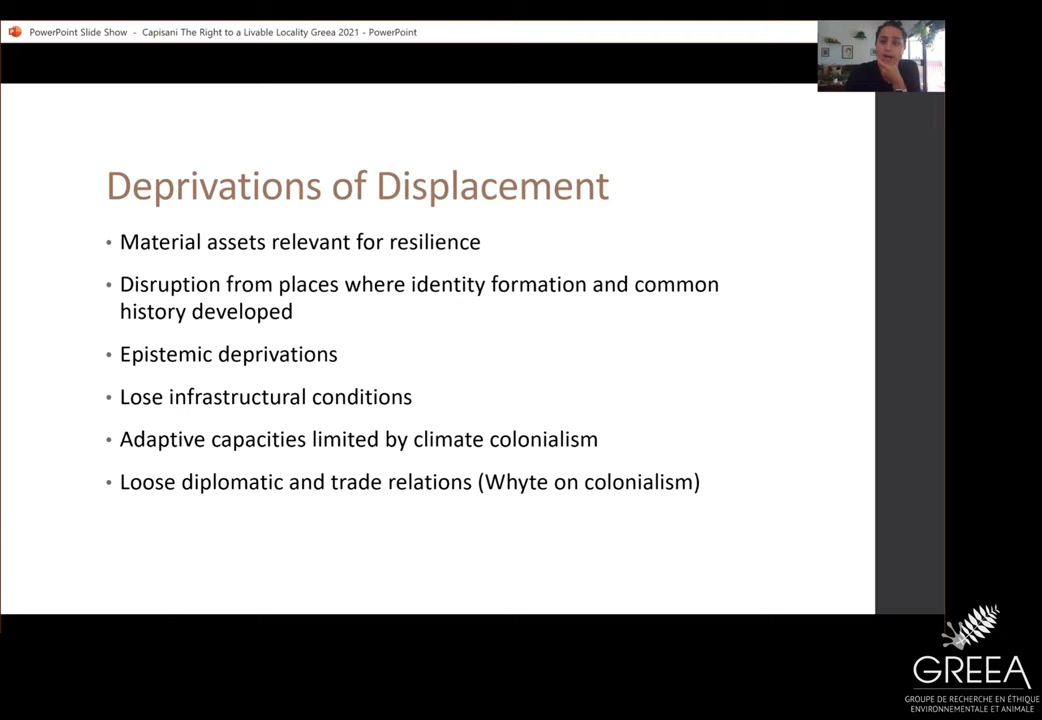 PowerPoint Slide Show - Capisani The Right to a Livable Locality Greea 2021 - PowerPoint
Deprivations of Displacement
• Material assets relevant for resilience
• Disruption from places where identity formation and common
history developed
• Epistemic deprivations
• Lose infrastructural conditions
• Adaptive capacities limited by climate colonialism
• Loose diplomatic and trade relations (Whyte on colonialism)
GREEA
GROUPE DE RECHERCHE EN ÉTHIQUE
ENVIRONNEMENTALE ET ANIMALE